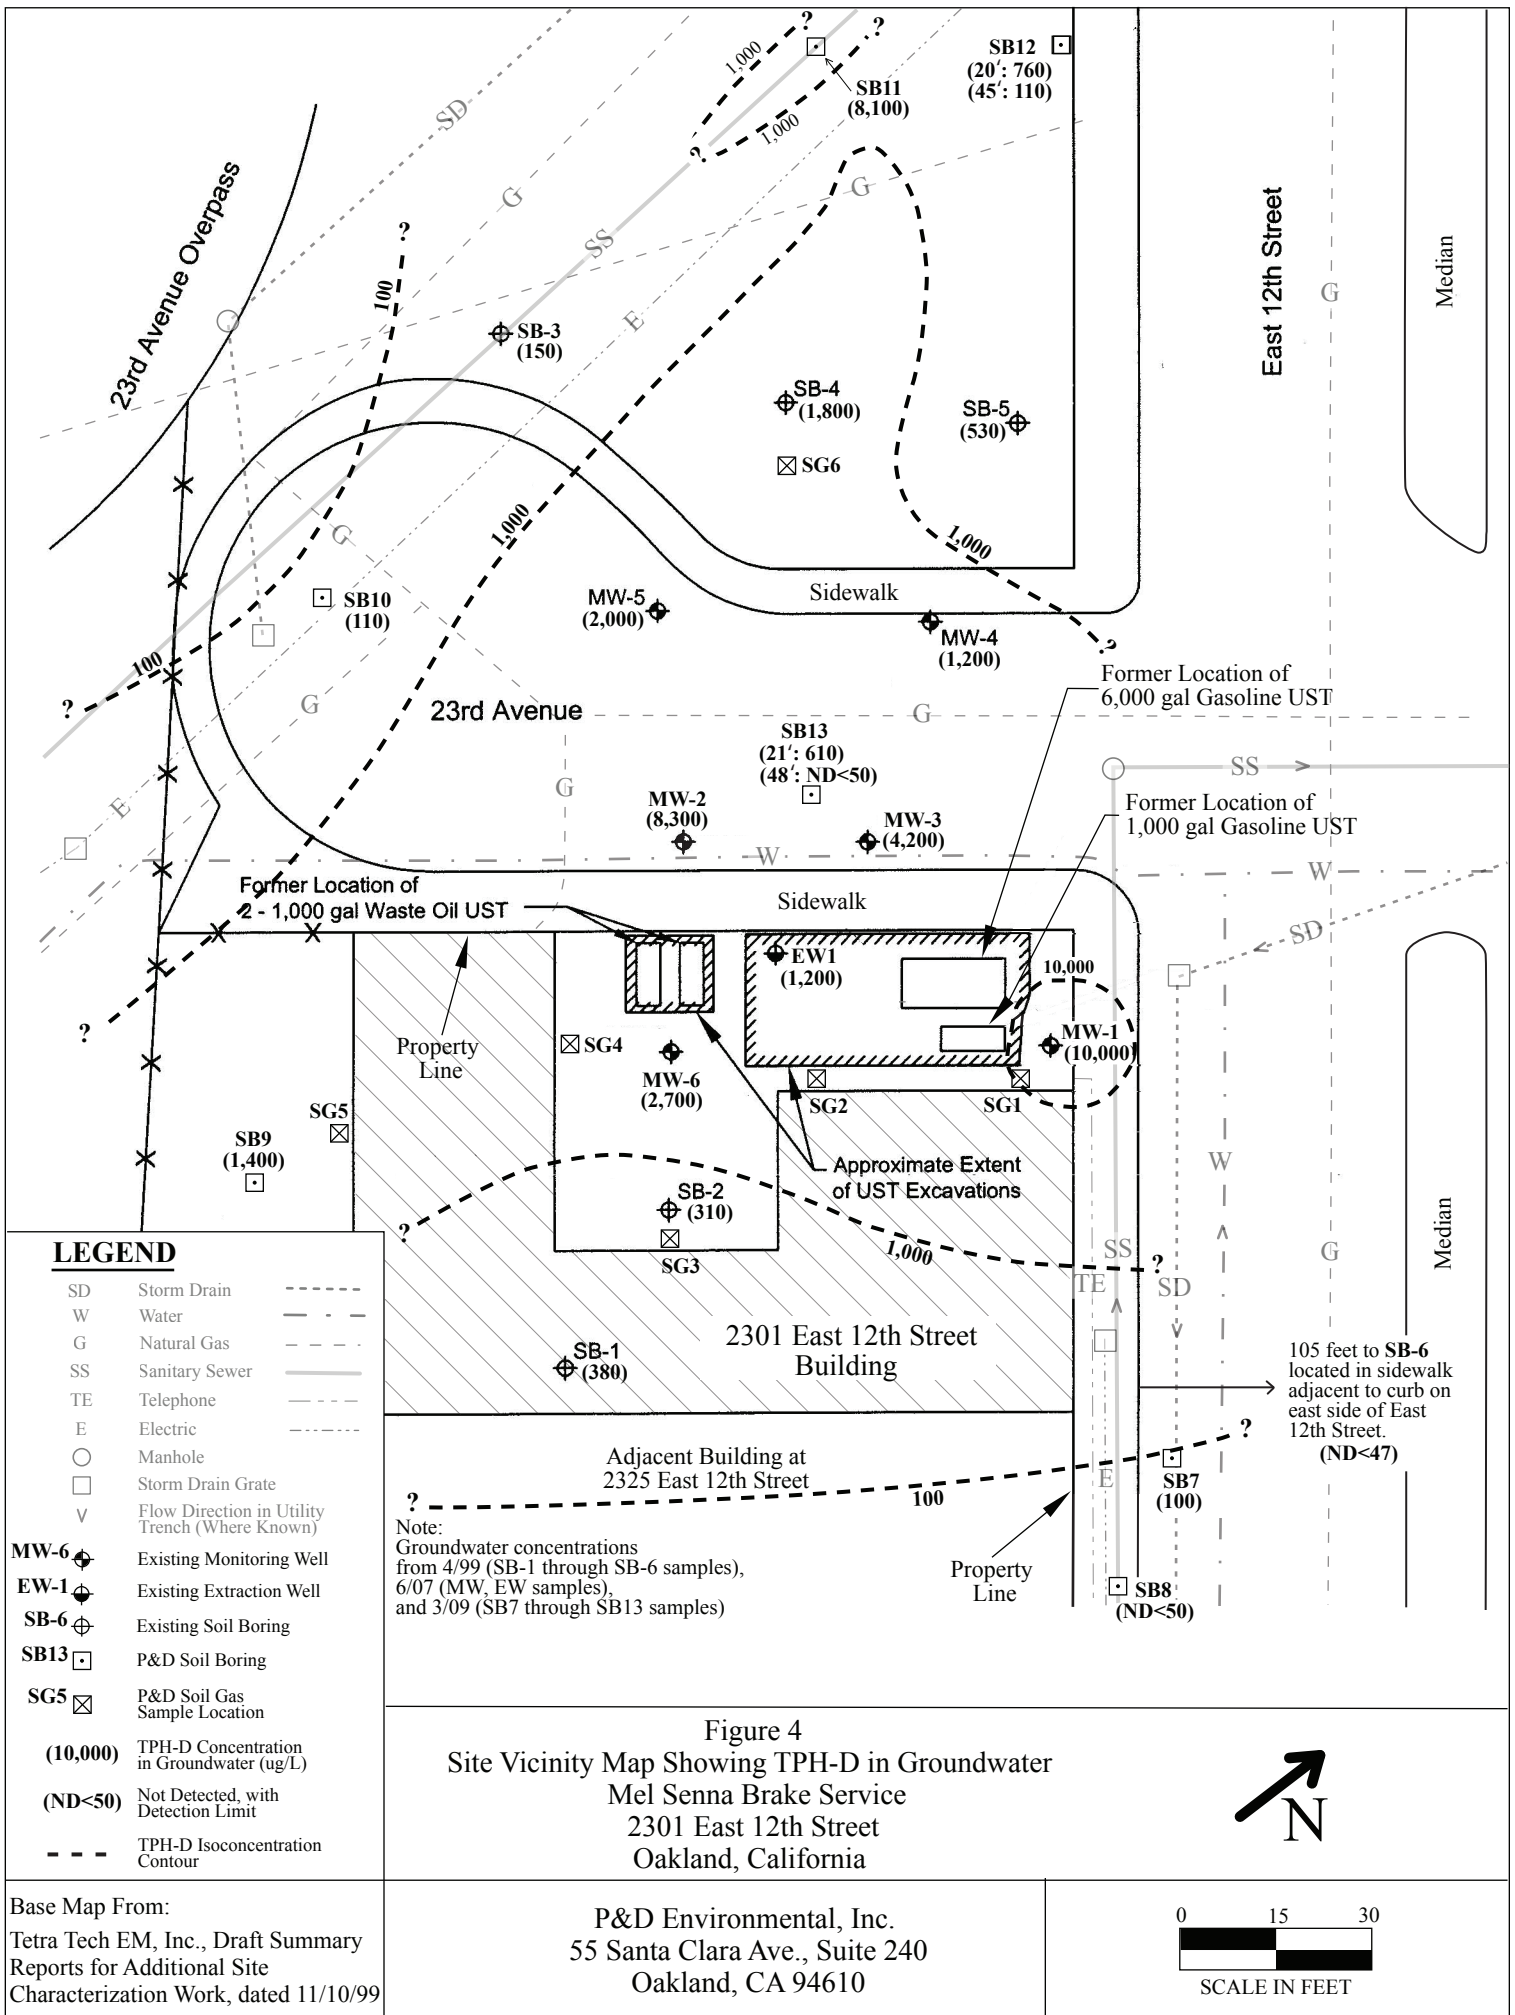 1,000
?
?
SB11
(8,100)
1,000
?
SB12
(20': 760)
(45': 110)
SD
G
G
SS
E
23rd Avenue Overpass
?
100
SB-3
(150)
East 12th Street
G
Median
SB-4
(1,800)
SB-5
(530)
SG6
1,000
1,000
G
SB10
(110)
MW-5
(2,000)
Sidewalk
MW-4
(1,200)
?
100
?
G
Former Location of
6,000 gal Gasoline UST
23rd Avenue
G
SB13
(21': 610)
(48': ND<50)
SS
E
G
MW-2
(8,300)
MW-3
(4,200)
Former Location of
1,000 gal Gasoline UST
W
W
Former Location of
2 - 1,000 gal Waste Oil UST
Sidewalk
SD
EW1
(1,200)
10,000
?
Property
Line
SG4
MW-6
(2,700)
MW-1
(10,000)
SG2
SG1
SG5
SB9
(1,400)
W
Approximate Extent
of UST Excavations
SB-2
(310)
SG3
?
1,000
?
SS
TE
SD
G
Median
2301 East 12th Street
Building
SB-1
(380)
105 feet to SB-6
located in sidewalk
adjacent to curb on
east side of East
12th Street.
(ND<47)
Adjacent Building at
2325 East 12th Street
?
100
?
E
SB7
(100)
Property
Line
SB8
(ND<50)
Note:
Groundwater concentrations
from 4/99 (SB-1 through SB-6 samples),
6/07 (MW, EW samples),
and 3/09 (SB7 through SB13 samples)
LEGEND
SD Storm Drain
W Water
G Natural Gas
SS Sanitary Sewer
TE Telephone
E Electric
Manhole
Storm Drain Grate
Flow Direction in Utility
Trench (Where Known)
MW-6 Existing Monitoring Well
EW-1 Existing Extraction Well
SB-6 Existing Soil Boring
SB13 P&D Soil Boring
SG5 P&D Soil Gas
Sample Location
(10,000) TPH-D Concentration
in Groundwater (ug/L)
(ND<50) Not Detected, with
Detection Limit
TPH-D Isoconcentration
Contour
Figure 4
Site Vicinity Map Showing TPH-D in Groundwater
Mel Senna Brake Service
2301 East 12th Street
Oakland, California
N
Base Map From:
Tetra Tech EM, Inc., Draft Summary
Reports for Additional Site
Characterization Work, dated 11/10/99
P&D Environmental, Inc.
55 Santa Clara Ave., Suite 240
Oakland, CA 94610
0 15 30
SCALE IN FEET